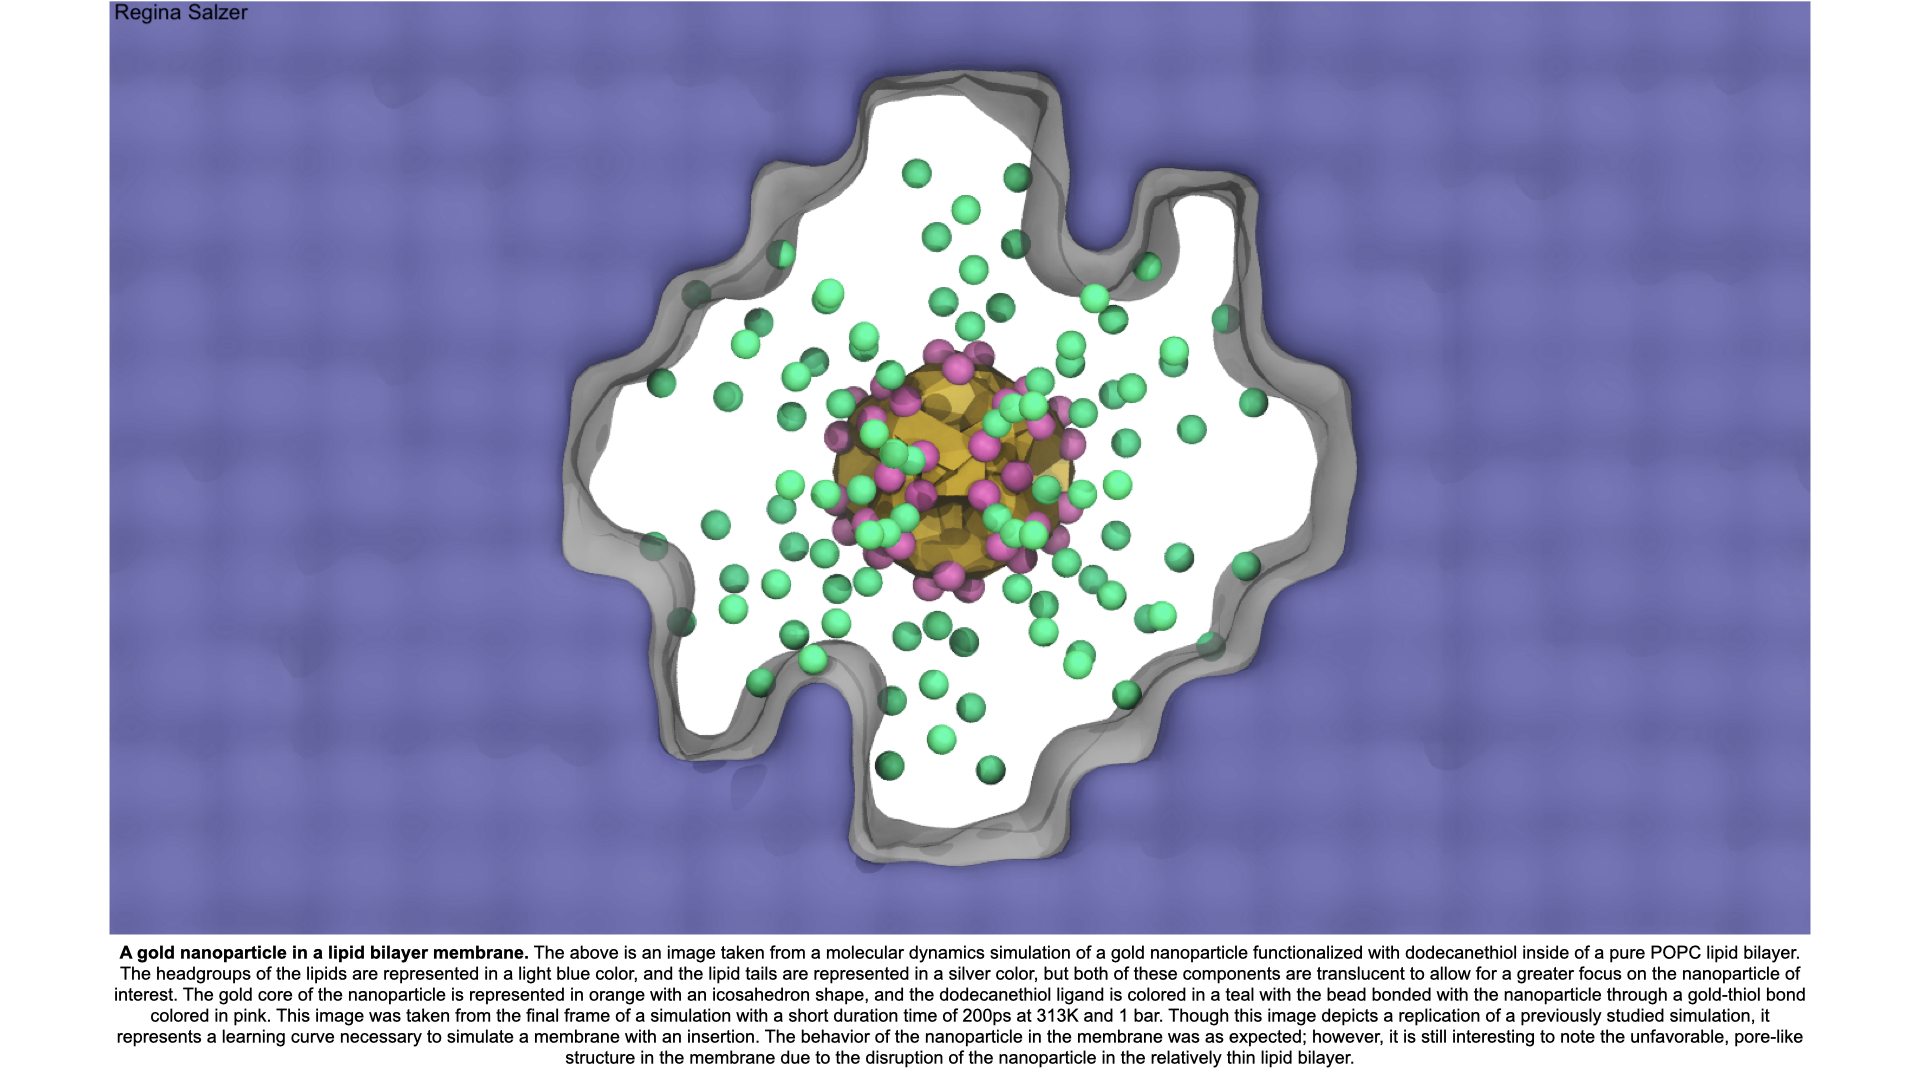 Regina Salzer
A gold nanoparticle in a lipid bilayer membrane. The above is an image taken from a molecular dynamics simulation of a gold nanoparticle functionalized with dodecanethiol inside of a pure POPC lipid bilayer.
The headgroups of the lipids are represented in a light blue color, and the lipid tails are represented in a silver color, but both of these components are translucent to allow for a greater focus on the nanoparticle of
interest. The gold core of the nanoparticle is represented in orange with an icosahedron shape, and the dodecanethiol ligand is colored in a teal with the bead bonded with the nanoparticle through a gold-thiol bond
colored in pink. This image was taken from the final frame of a simulation with a short duration time of 200ps at 313K and 1 bar. Though this image depicts a replication of a previously studied simulation, it
represents a learning curve necessary to simulate a membrane with an insertion. The behavior of the nanoparticle in the membrane was as expected; however, it is still interesting to note the unfavorable, pore-like
structure in the membrane due to the disruption of the nanoparticle in the relatively thin lipid bilayer.